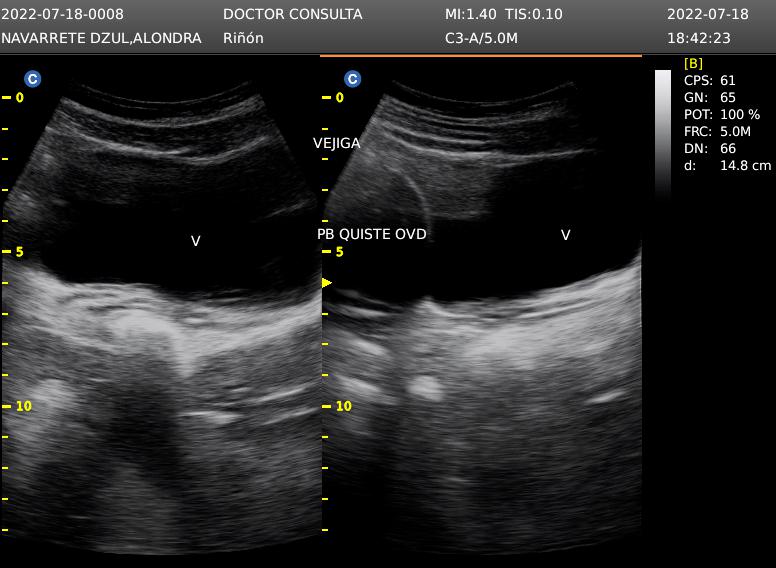 2022-07-18-0008 DOCTOR CONSULTA MI:1.40 TIS:0.10 2022-07-18
NAVARRETE DZUL,ALONDRA Riñón C3-A/5.0M 18:42:23
C C [B]
0 0 CPS: 61
GN: 65
POT: 100 %
FRC: 5.0M
VEJIGA DN: 66
d: 14.8 cm
PB QUISTE OVD
V V
5 5
10 10